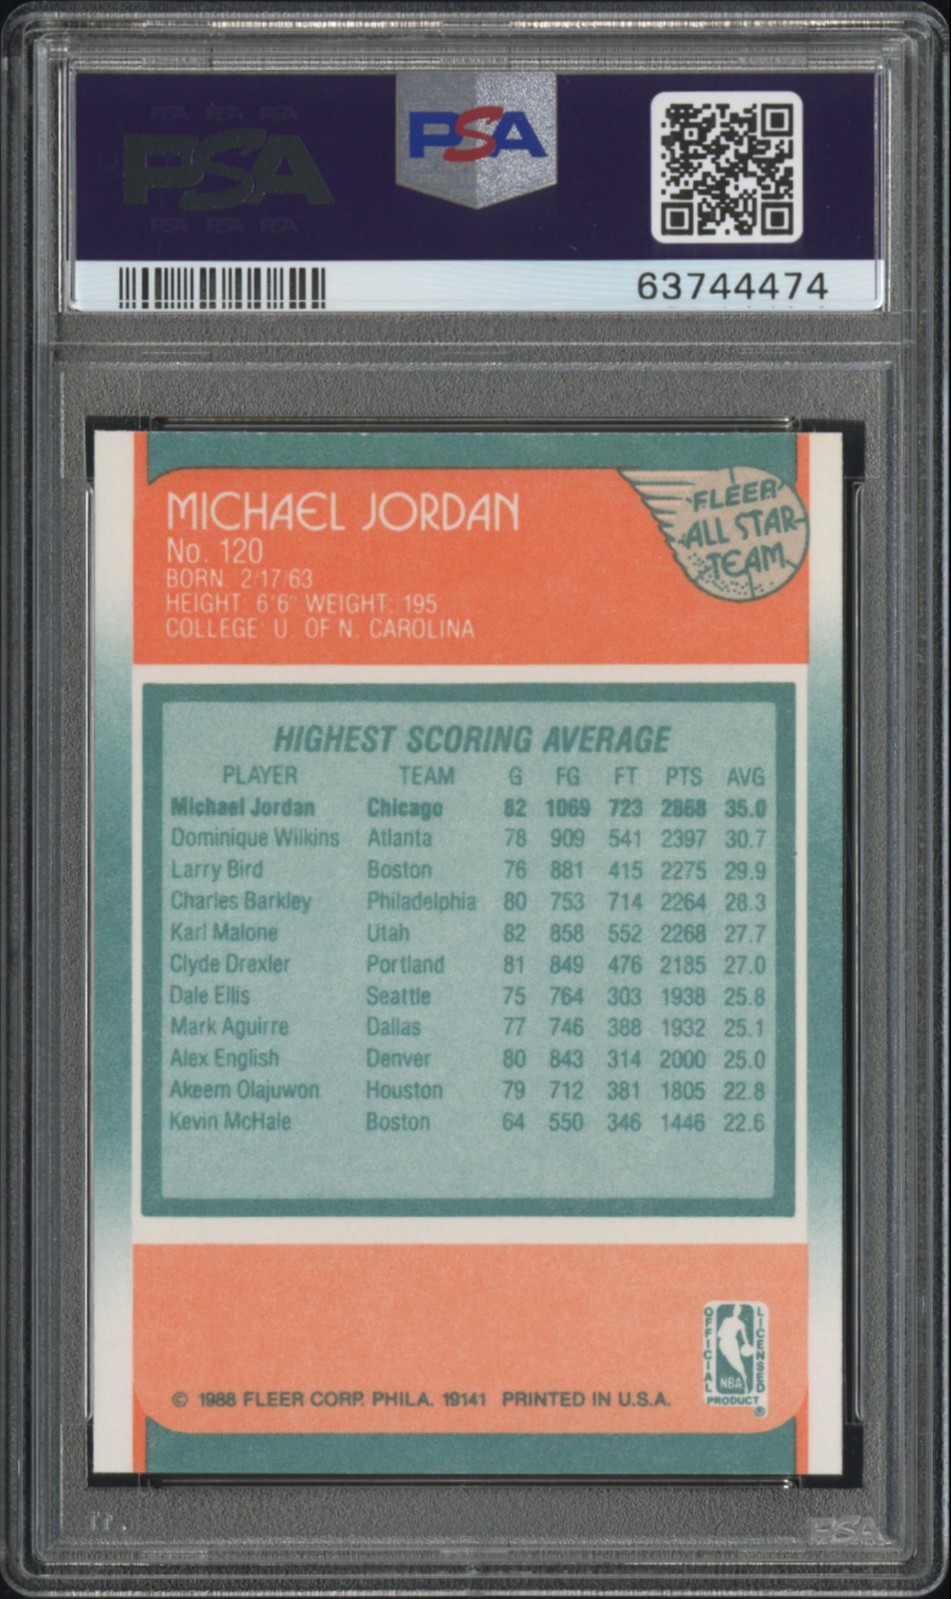 PSA PSA PSA
PSA
PSA PSA PSA
PSA
63744474
MICHAEL JORDAN
No. 120
BORN: 2/17/63
HEIGHT: 6'6" WEIGHT: 195
COLLEGE: U. OF N. CAROLINA
FLEER
ALL STAR
TEAM
HIGHEST SCORING AVERAGE
PLAYER TEAM G FG FT PTS AVG
Michael Jordan Chicago 82 1069 723 2868 35.0
Dominique Wilkins Atlanta 78 909 541 2397 30.7
Larry Bird Boston 76 881 415 2275 29.9
Charles Barkley Philadelphia 80 753 714 2264 28.3
Karl Malone Utah 82 858 552 2268 27.7
Clyde Drexler Portland 81 849 476 2185 27.0
Dale Ellis Seattle 75 764 303 1938 25.8
Mark Aguirre Dallas 77 746 388 1932 25.1
Alex English Denver 80 843 314 2000 25.0
Akeem Olajuwon Houston 79 712 381 1805 22.8
Kevin McHale Boston 64 550 346 1446 22.6
OFFICIAL
LICENSED
NBA
PRODUCT
®
© 1988 FLEER CORP. PHILA. 19141 PRINTED IN U.S.A.
PSA